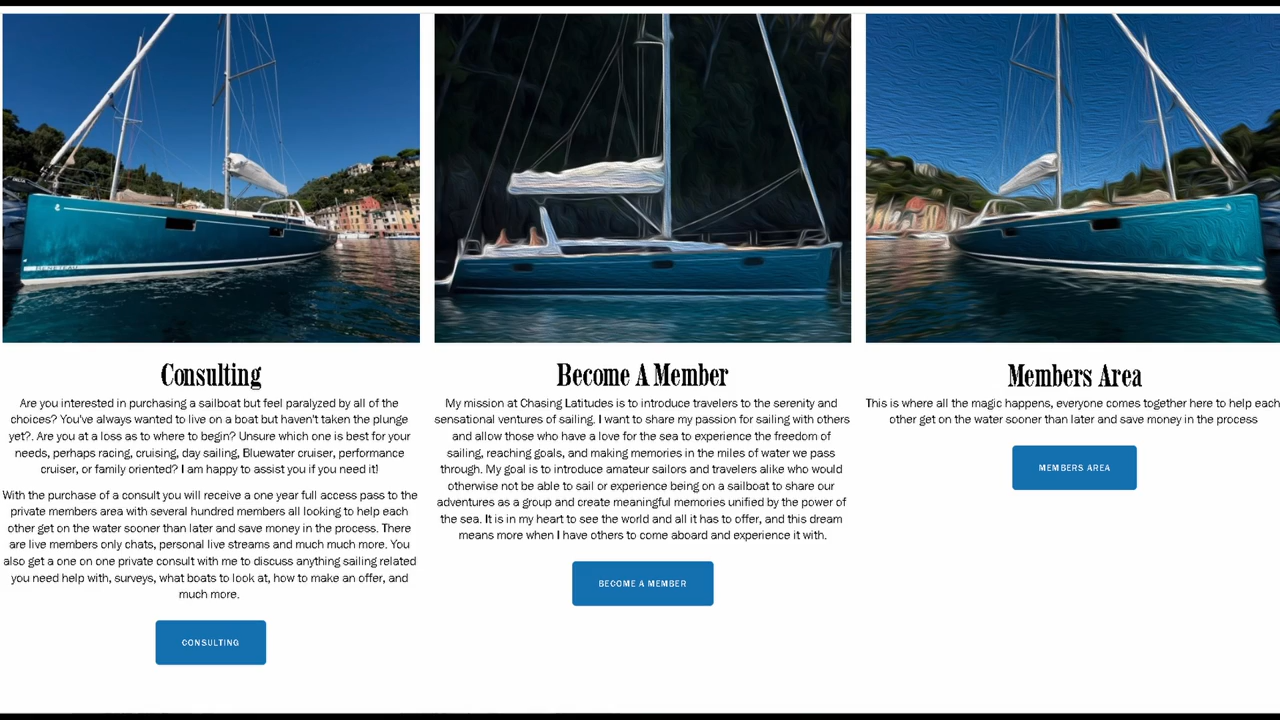 BENETEAU
Consulting
Are you interested in purchasing a sailboat but feel paralyzed by all of the
choices? You've always wanted to live on a boat but haven't taken the plunge
yet?. Are you at a loss as to where to begin? Unsure which one is best for your
needs, perhaps racing, cruising, day sailing, Bluewater cruiser, performance
cruiser, or family oriented? I am happy to assist you if you need it!
With the purchase of a consult you will receive a one year full access pass to the
private members area with several hundred members all looking to help each
other get on the water sooner than later and save money in the process. There
are live members only chats, personal live streams and much much more. You
also get a one on one private consult with me to discuss anything sailing related
you need help with, surveys, what boats to look at, how to make an offer, and
much more.
CONSULTING
Become A Member
My mission at Chasing Latitudes is to introduce travelers to the serenity and
sensational ventures of sailing. I want to share my passion for sailing with others
and allow those who have a love for the sea to experience the freedom of
sailing, reaching goals, and making memories in the miles of water we pass
through. My goal is to introduce amateur sailors and travelers alike who would
otherwise not be able to sail or experience being on a sailboat to share our
adventures as a group and create meaningful memories unified by the power of
the sea. It is in my heart to see the world and all it has to offer, and this dream
means more when I have others to come aboard and experience it with.
BECOME A MEMBER
Members Area
This is where all the magic happens, everyone comes together here to help each
other get on the water sooner than later and save money in the process
MEMBERS AREA